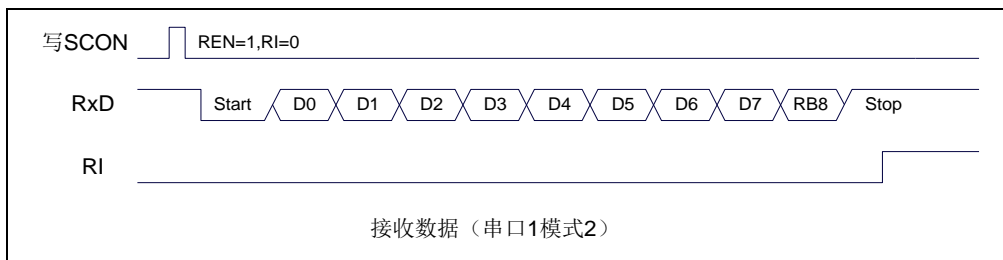 写SCON REN=1,RI=0
RxD Start D0 D1 D2 D3 D4 D5 D6 D7 RB8 Stop
RI
接收数据（串口1模式2）